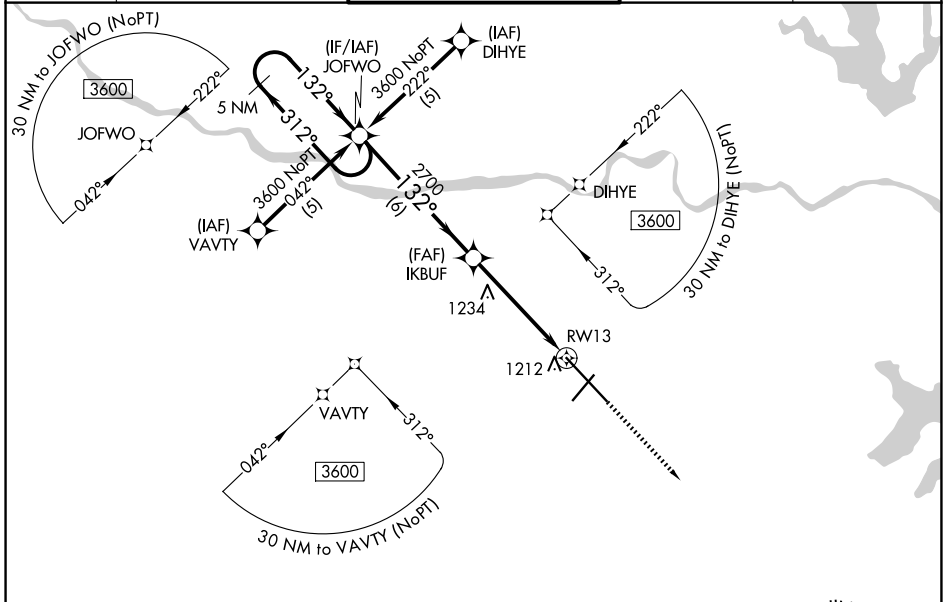 30 NM to JOFWO (NoPT)
3600
222°
JOFWO
042°
5 NM
132°
312°
(IF/IAF)
JOFWO
(IAF)
DIHYE
3600 NoPT
222°
(5)
3600 NoPT
042°
(5)
(IAF)
VAVTY
2700
132°
(6)
(FAF)
IKBUF
1234
RW13
1212
222°
DIHYE
3600
312°
30 NM to DIHYE (NoPT)
VAVTY
042°
312°
3600
30 NM to VAVTY (NoPT)